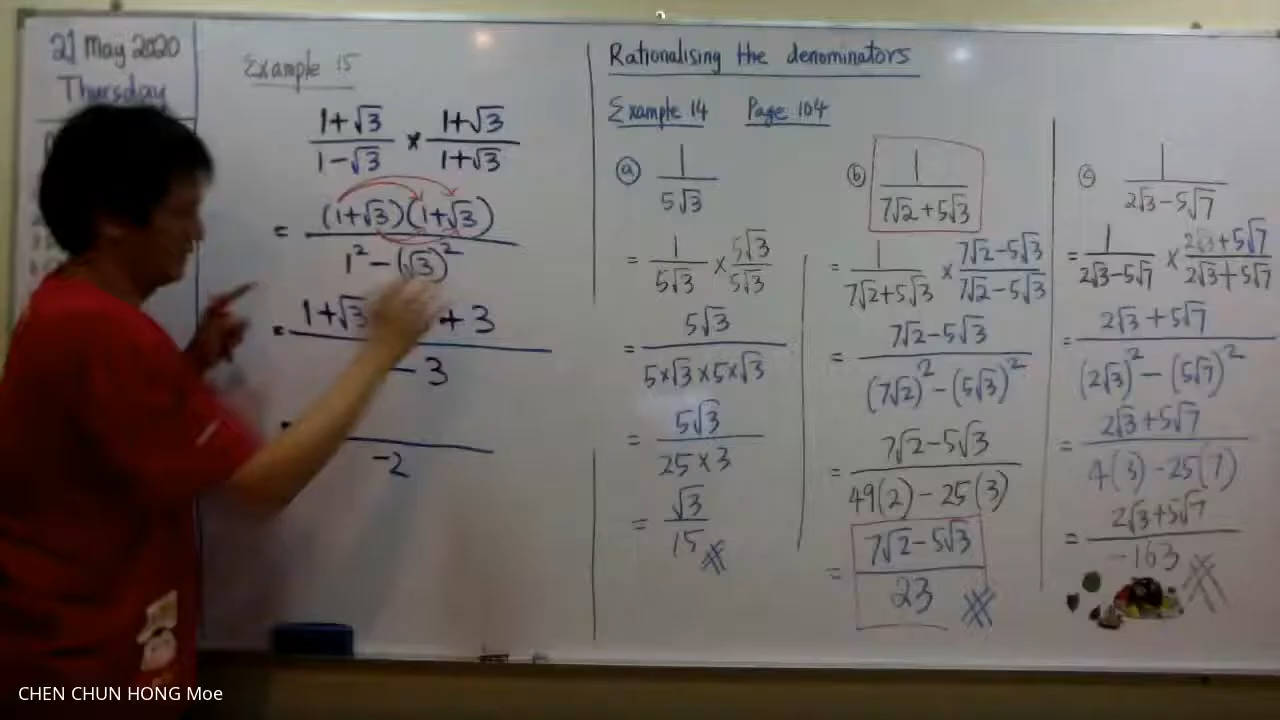 21 May 2020
Thursday
Example 15
1+√3 / 1-√3 × 1+√3 / 1+√3
= (1+√3)(1+√3) / 1² - (√3)²
= 1+√3 + 3 / - 3
= / -2
Rationalising the denominators
Example 14 Page 104
(a) 1 / 5√3
= 1 / 5√3 × 5√3 / 5√3
= 5√3 / 5×√3×5×√3
= 5√3 / 25×3
= √3 / 15
(b) 1 / 7√2+5√3
= 1 / 7√2+5√3 × 7√2-5√3 / 7√2-5√3
= 7√2-5√3 / (7√2)² - (5√3)²
= 7√2-5√3 / 49(2) - 25(3)
= 7√2-5√3 / 23
(c) 1 / 2√3-5√7
= 1 / 2√3-5√7 × 2√3+5√7 / 2√3+5√7
= 2√3+5√7 / (2√3)² - (5√7)²
= 2√3+5√7 / 4(3) - 25(7)
= 2√3+5√7 / -163
CHEN CHUN HONG Moe